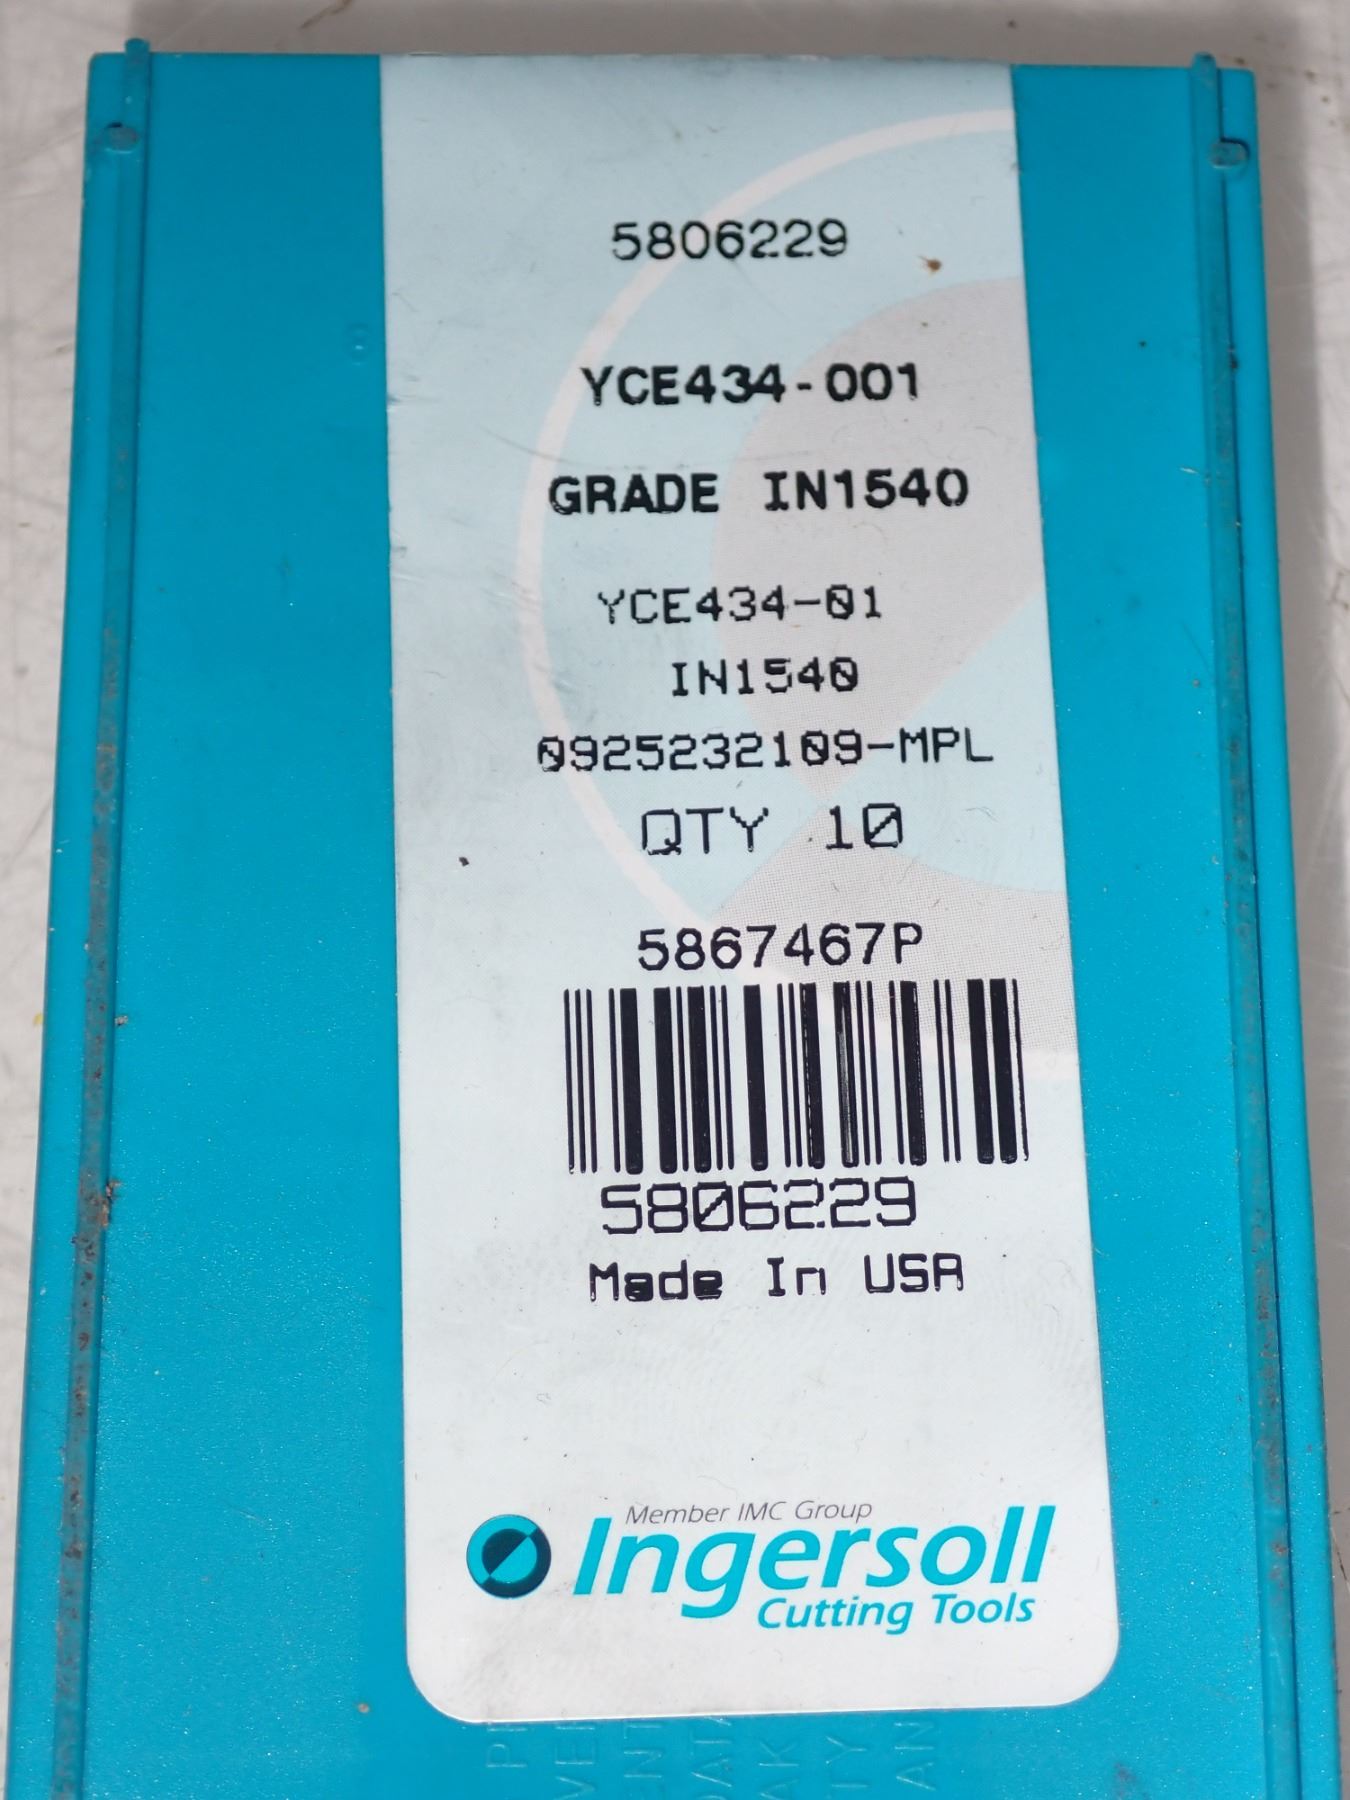 5806229
YCE434-001
GRADE IN1540
YCE434-01
IN1540
0925232109-MPL
QTY 10
5867467P
5806229
Made In USA
Member IMC Group
Ingersoll
Cutting Tools